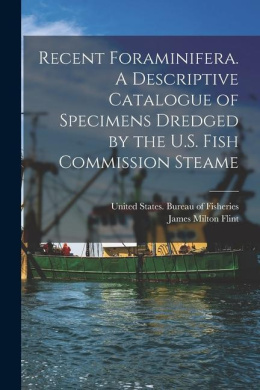 Recent Foraminifera.
A Descriptive
Catalogue of
Specimens Dredged
by the U.S. Fish
Commission Steame
United States. Bureau of Fisheries
James Milton Flint